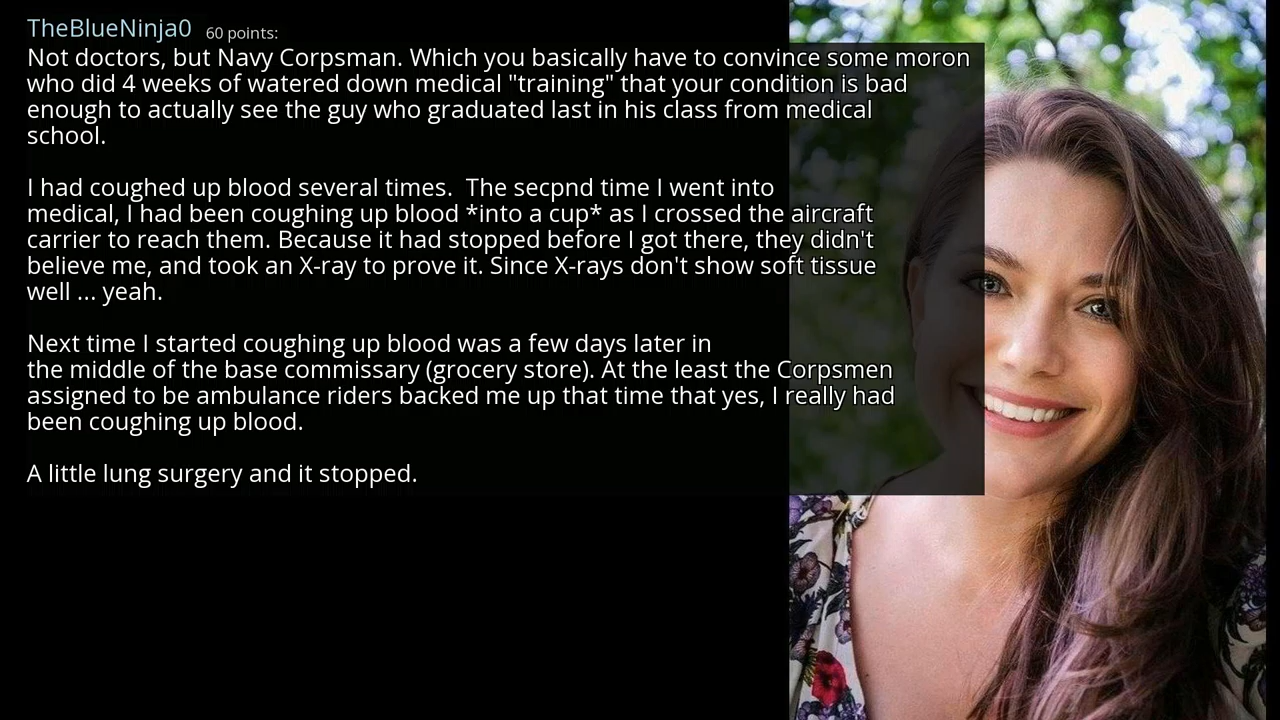 TheBlueNinja0 60 points:
Not doctors, but Navy Corpsman. Which you basically have to convince some moron
who did 4 weeks of watered down medical "training" that your condition is bad
enough to actually see the guy who graduated last in his class from medical
school.
I had coughed up blood several times.  The secpnd time I went into
medical, I had been coughing up blood *into a cup* as I crossed the aircraft
carrier to reach them. Because it had stopped before I got there, they didn't
believe me, and took an X-ray to prove it. Since X-rays don't show soft tissue
well ... yeah.
Next time I started coughing up blood was a few days later in
the middle of the base commissary (grocery store). At the least the Corpsmen
assigned to be ambulance riders backed me up that time that yes, I really had
been coughing up blood.
A little lung surgery and it stopped.